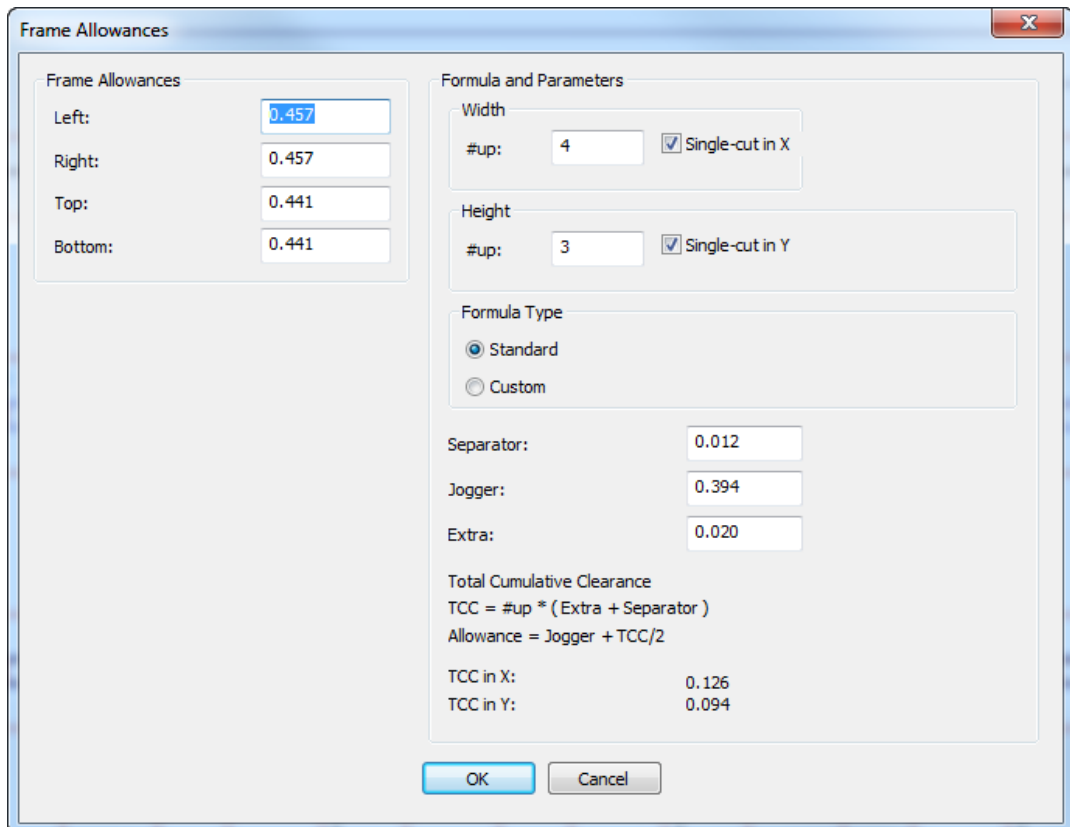 Frame Allowances
Frame Allowances
Left: 0.457
Right: 0.457
Top: 0.441
Bottom: 0.441
Formula and Parameters
Width
#up: 4 Single-cut in X
Height
#up: 3 Single-cut in Y
Formula Type
Standard
Custom
Separator: 0.012
Jogger: 0.394
Extra: 0.020
Total Cumulative Clearance
TCC = #up * ( Extra + Separator )
Allowance = Jogger + TCC/2
TCC in X: 0.126
TCC in Y: 0.094
OK Cancel